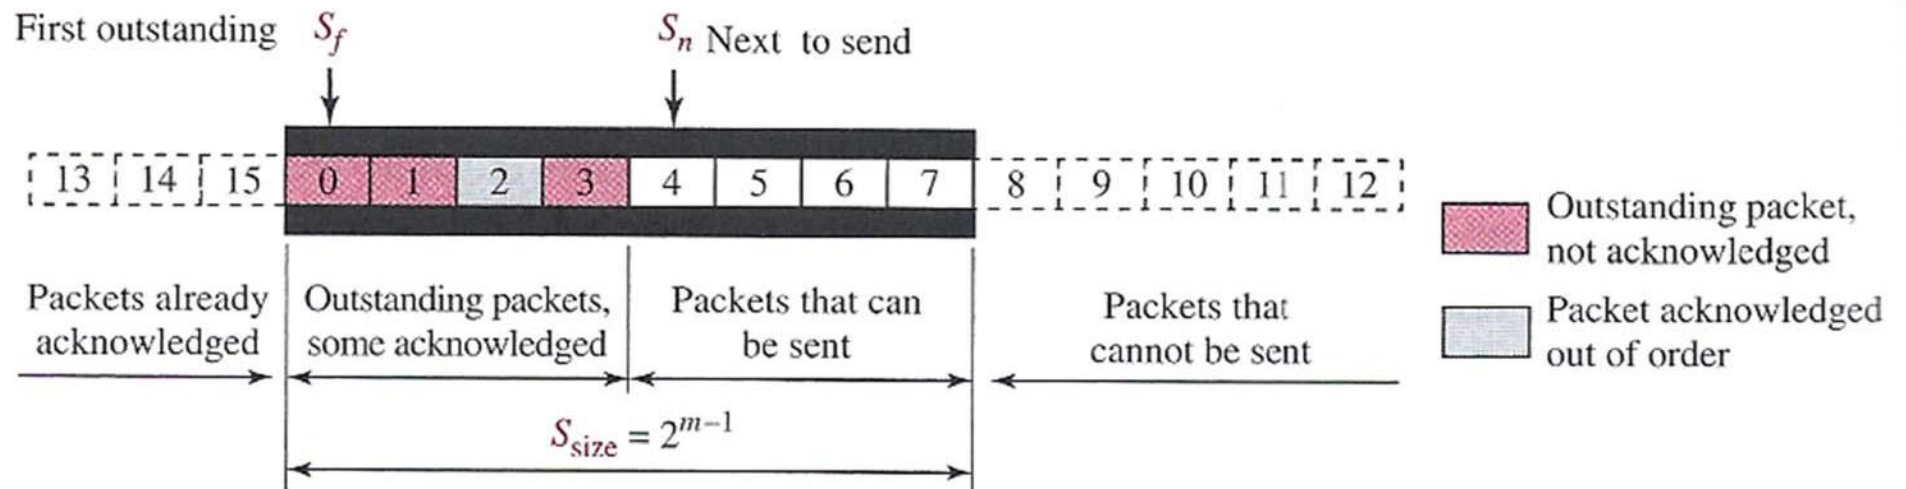 First outstanding S_f S_n Next to send
13 14 15 0 1 2 3 4 5 6 7 8 9 10 11 12
Outstanding packet,
not acknowledged
Packets already
acknowledged
Outstanding packets,
some acknowledged
Packets that can
be sent
Packets that
cannot be sent
Packet acknowledged
out of order
S_size = 2^{m–1}